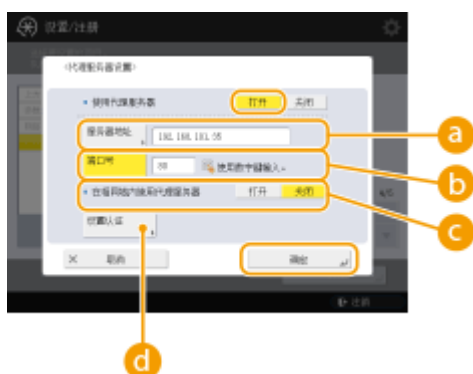 设置/注册
<代理服务器设置>
• 使用代理服务器 打开 关闭
服务器地址 192.168.181.95
端口号 80 使用数字键输入。
• 在相同域内使用代理服务器 打开 关闭
设置认证
× 取消 确定
注销
a
b
c
d